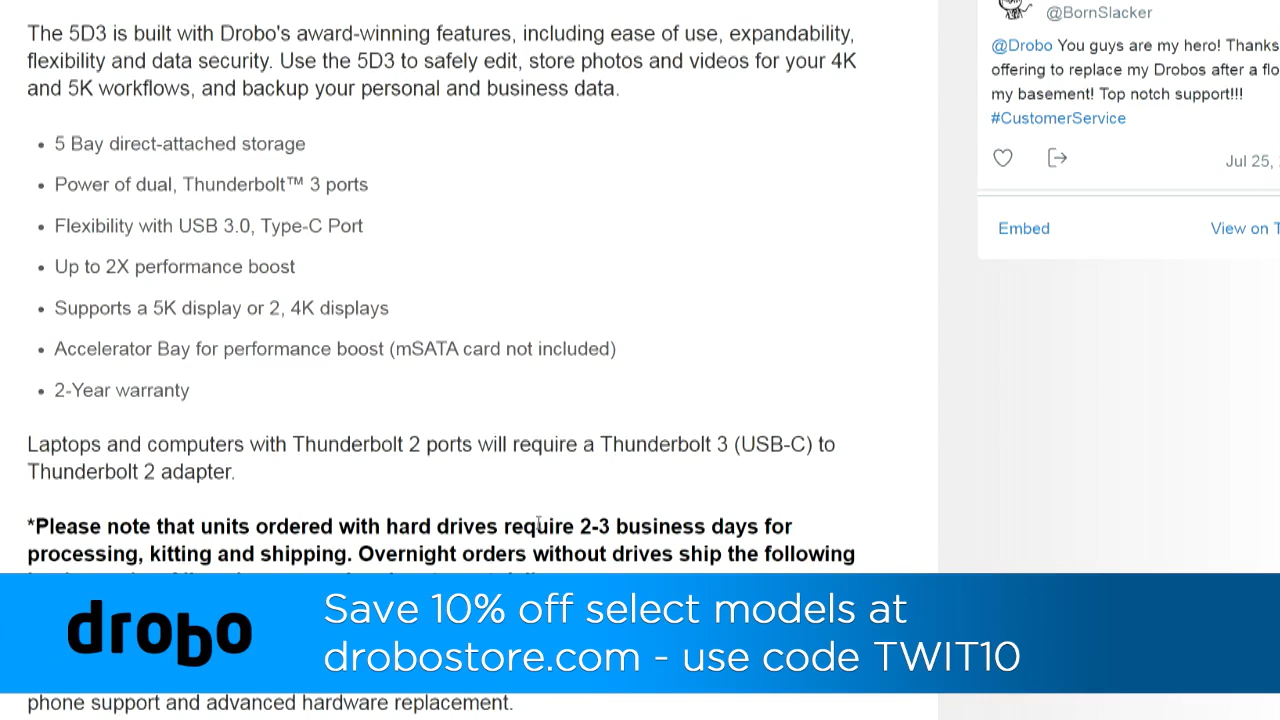 The 5D3 is built with Drobo's award-winning features, including ease of use, expandability,
flexibility and data security. Use the 5D3 to safely edit, store photos and videos for your 4K
and 5K workflows, and backup your personal and business data.
• 5 Bay direct-attached storage
• Power of dual, Thunderbolt™ 3 ports
• Flexibility with USB 3.0, Type-C Port
• Up to 2X performance boost
• Supports a 5K display or 2, 4K displays
• Accelerator Bay for performance boost (mSATA card not included)
• 2-Year warranty
Laptops and computers with Thunderbolt 2 ports will require a Thunderbolt 3 (USB-C) to
Thunderbolt 2 adapter.
*Please note that units ordered with hard drives require 2-3 business days for
processing, kitting and shipping. Overnight orders without drives ship the following
phone support and advanced hardware replacement.
@BornSlacker
@Drobo You guys are my hero! Thanks
offering to replace my Drobos after a flo
my basement! Top notch support!!!
#CustomerService
Jul 25,
Embed
View on T
drobo
Save 10% off select models at
drobostore.com - use code TWIT10